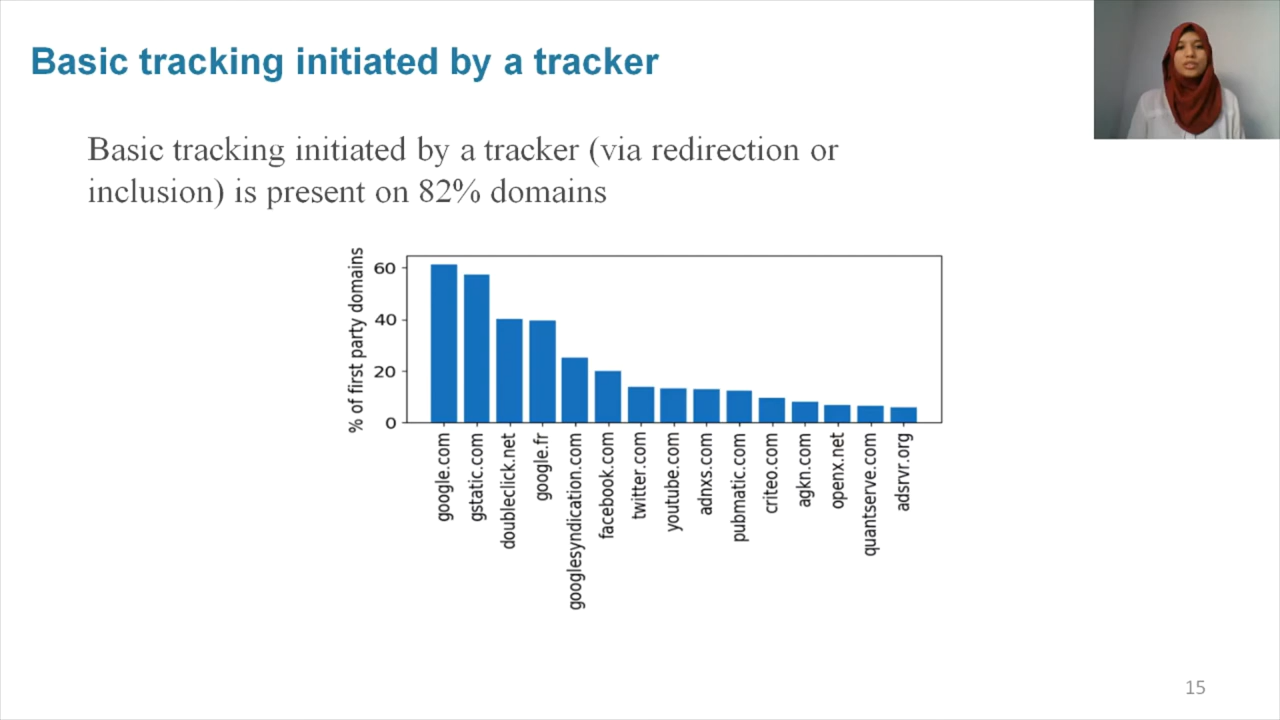 Basic tracking initiated by a tracker
Basic tracking initiated by a tracker (via redirection or
inclusion) is present on 82% domains
% of first party domains
60
40
20
0
google.com
gstatic.com
doubleclick.net
google.fr
googlesyndication.com
facebook.com
twitter.com
youtube.com
adnxs.com
pubmatic.com
criteo.com
agkn.com
openx.net
quantserve.com
adsrvr.org
15